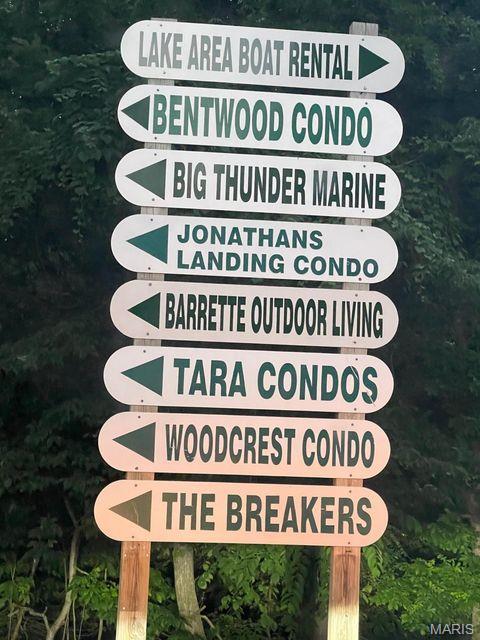 LAKE AREA BOAT RENTAL
BENTWOOD CONDO
BIG THUNDER MARINE
JONATHANS
LANDING CONDO
BARRETTE OUTDOOR LIVING
TARA CONDOS
WOODCREST CONDO
THE BREAKERS
MARIS